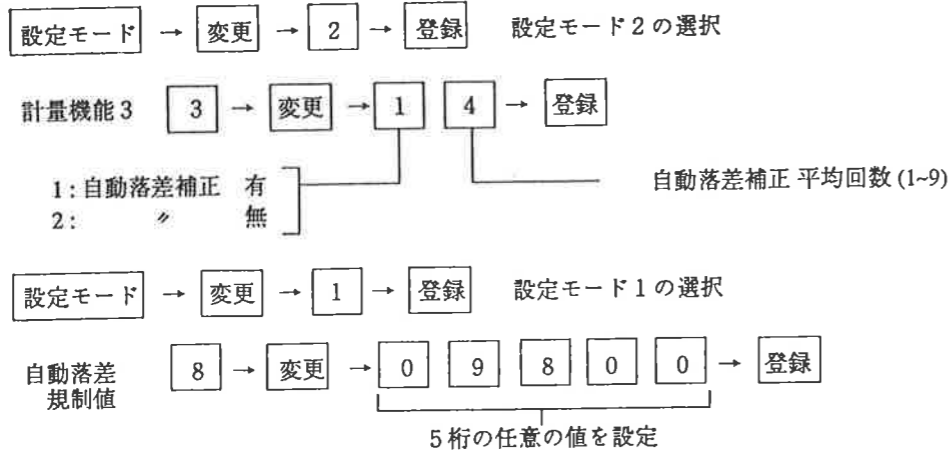 設定モード → 変更 → 2 → 登録 設定モード2の選択
計量機能3 3 → 変更 → 1 4 → 登録
1:自動落差補正 有
2: 〃 無
自動落差補正 平均回数 (1~9)
設定モード → 変更 → 1 → 登録 設定モード1の選択
自動落差
規制値
8 → 変更 → 0 9 8 0 0 → 登録
5桁の任意の値を設定